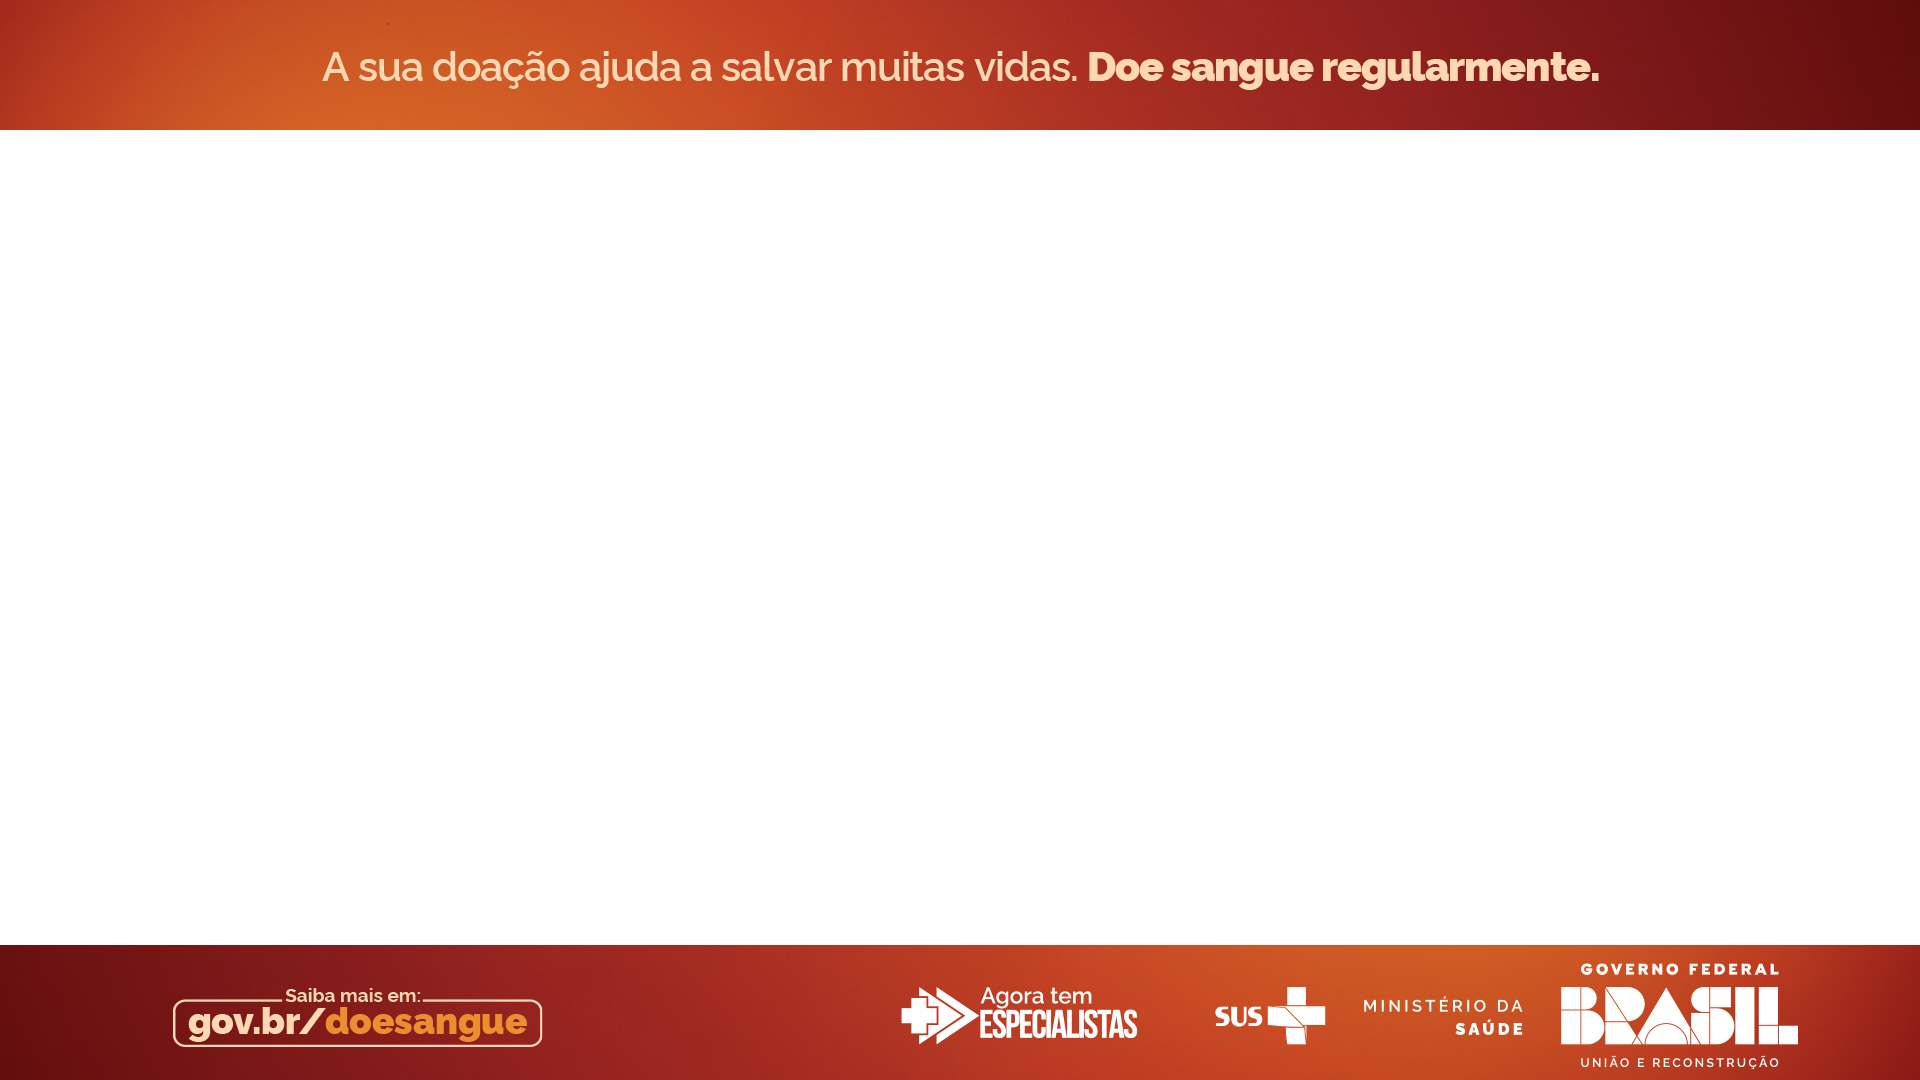 A sua doação ajuda a salvar muitas vidas. Doe sangue regularmente.
Saiba mais em:
gov.br/doesangue
Agora tem
ESPECIALISTAS
SUS
MINISTÉRIO DA
SAÚDE
GOVERNO FEDERAL
BRASIL
UNIÃO E RECONSTRUÇÃO